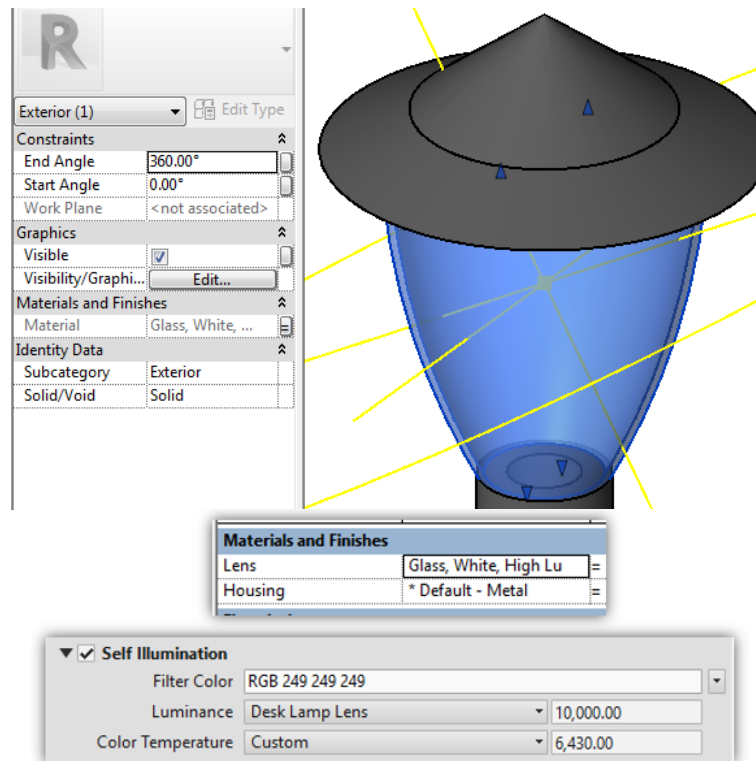 R
Exterior (1) Edit Type
Constraints
End Angle 360.00°
Start Angle 0.00°
Work Plane <not associated>
Graphics
Visible
Visibility/Graphi... Edit...
Materials and Finishes
Material Glass, White, ... =
Identity Data
Subcategory Exterior
Solid/Void Solid
Materials and Finishes
Lens Glass, White, High Lu =
Housing * Default - Metal =
Self Illumination
Filter Color RGB 249 249 249
Luminance Desk Lamp Lens 10,000.00
Color Temperature Custom 6,430.00